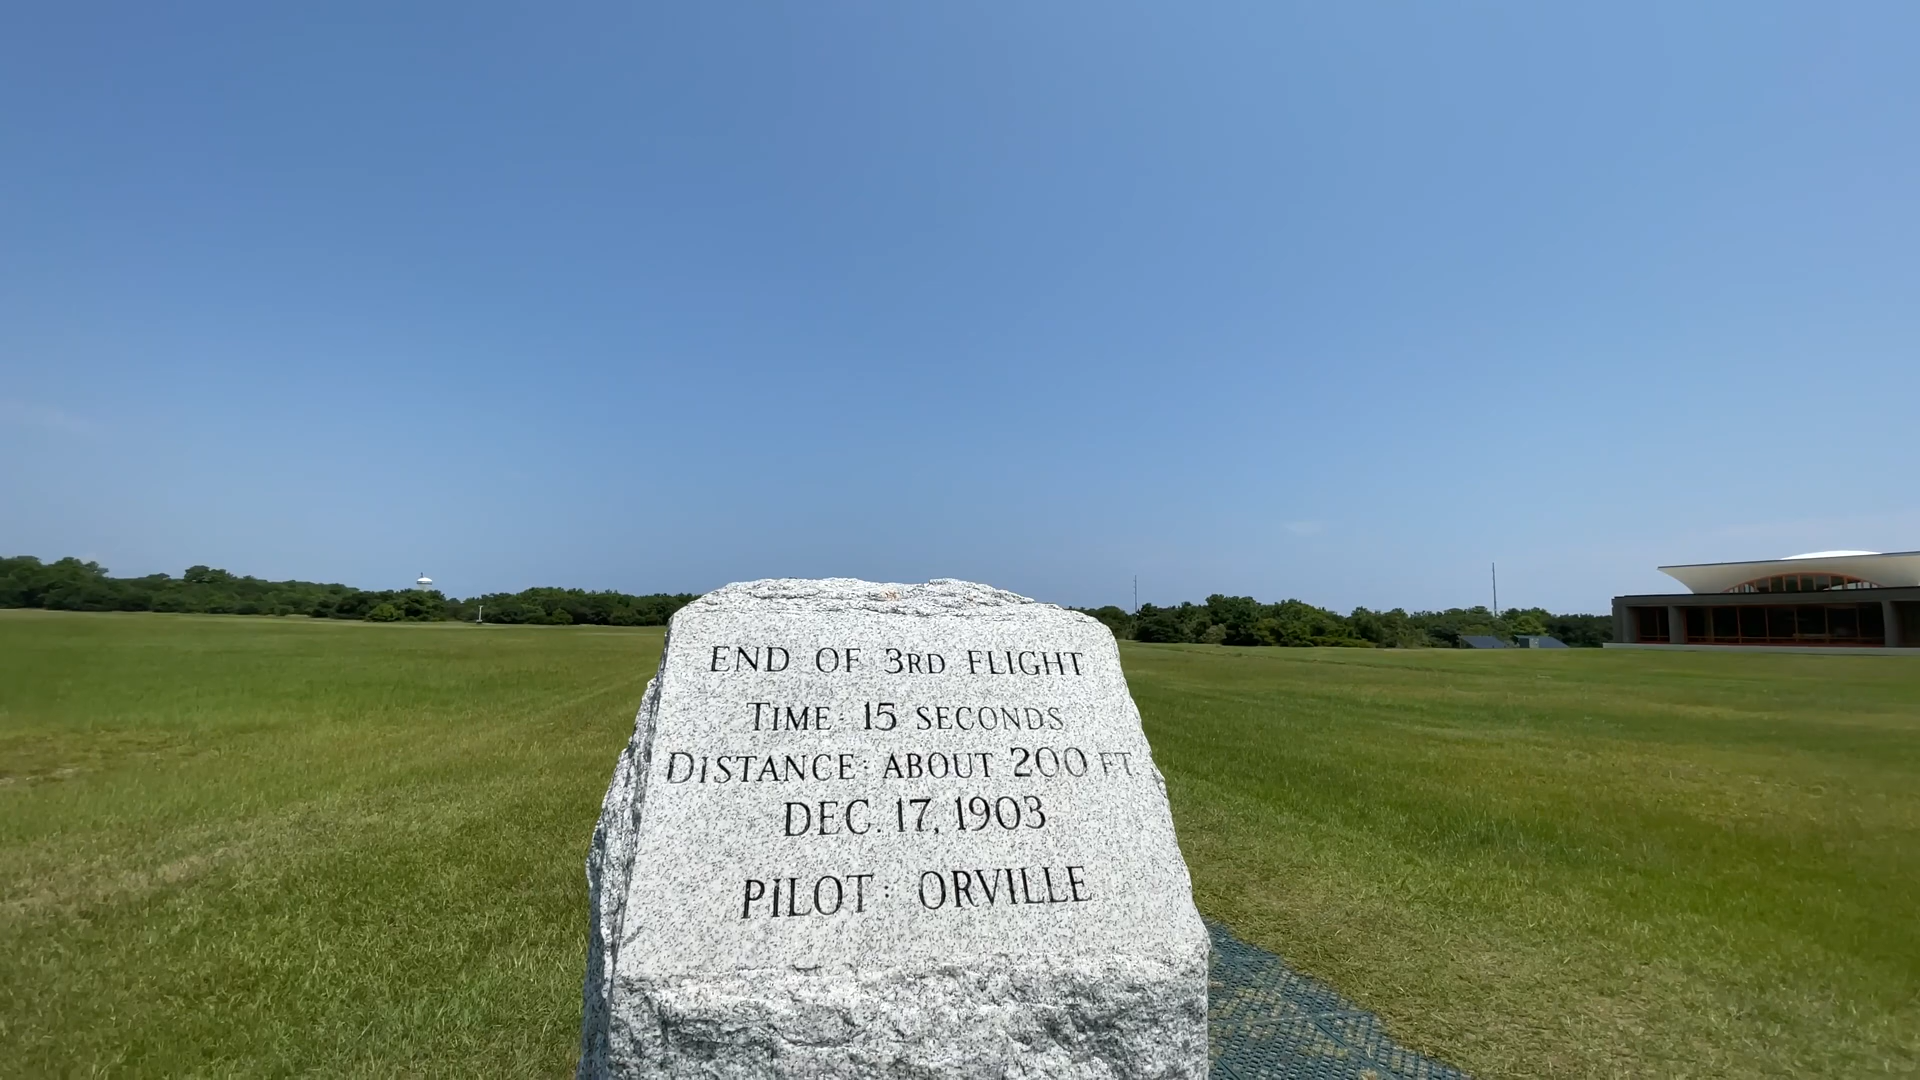 END OF 3RD FLIGHT
TIME: 15 SECONDS
DISTANCE: ABOUT 200 FT.
DEC. 17, 1903
PILOT: ORVILLE